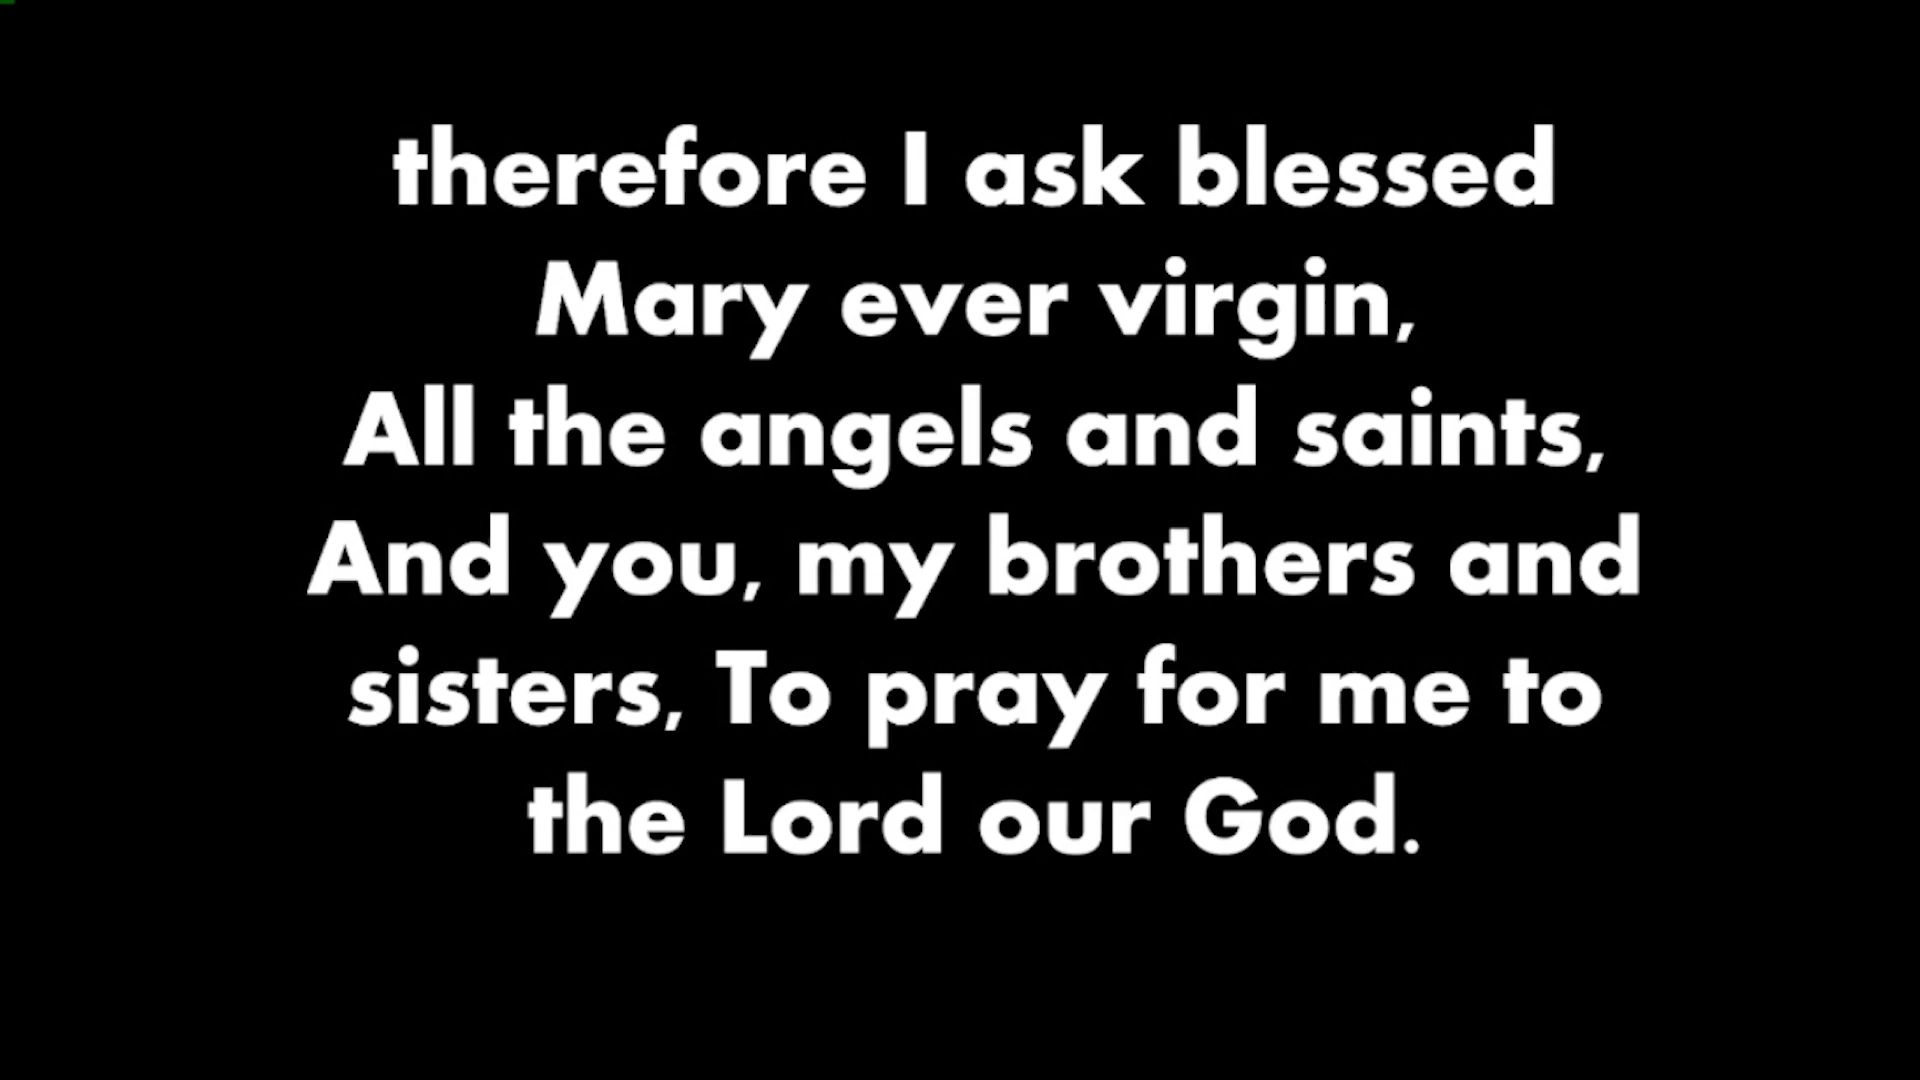 therefore I ask blessed
Mary ever virgin,
All the angels and saints,
And you, my brothers and
sisters, To pray for me to
the Lord our God.